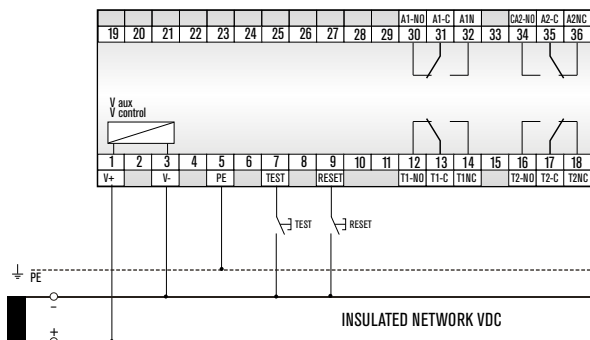 A1-NO A1-C A1N CA2-NO A2-C A2NC
19 20 21 22 23 24 25 26 27 28 29 30 31 32 33 34 35 36
V aux
V control
1 2 3 4 5 6 7 8 9 10 11 12 13 14 15 16 17 18
V+ V- PE TEST RESET T1-NO T1-C T1NC T2-NO T2-C T2NC
TEST RESET
PE
-
INSULATED NETWORK VDC
+